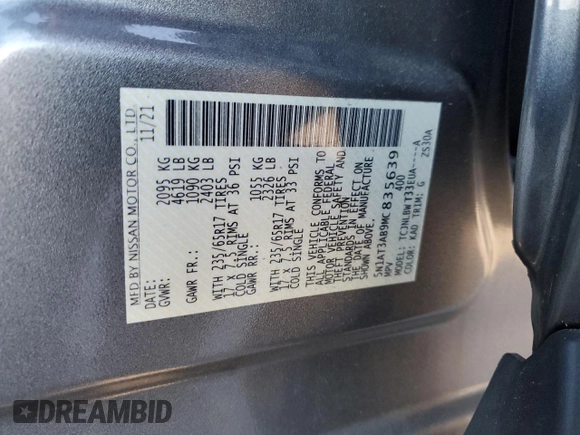 MFD BY NISSAN MOTOR CO., LTD
DATE: 11/21
GVWR: 2095 KG
4619 LB
GAWR FR.: 1090 KG
2403 LB
WITH 235/65R17 TIRES
17 X 7.5 RIMS AT 36 PSI
COLD SINGLE
GAWR RR.: 1055 KG
2326 LB
WITH 235/65R17 TIRES
17 X 7.5 RIMS AT 33 PSI
COLD SINGLE
THIS VEHICLE CONFORMS TO
ALL APPLICABLE FEDERAL
MOTOR VEHICLE SAFETY AND
THEFT PREVENTION
STANDARDS IN EFFECT ON
THE DATE OF MANUFACTURE
SHOWN ABOVE.
5N1AT3AB9MC835639
MPV 400
MODEL: TC3NLBWT33EUA-----A
COLOR: KAD TRIM: G ZS30A
DREAMBID